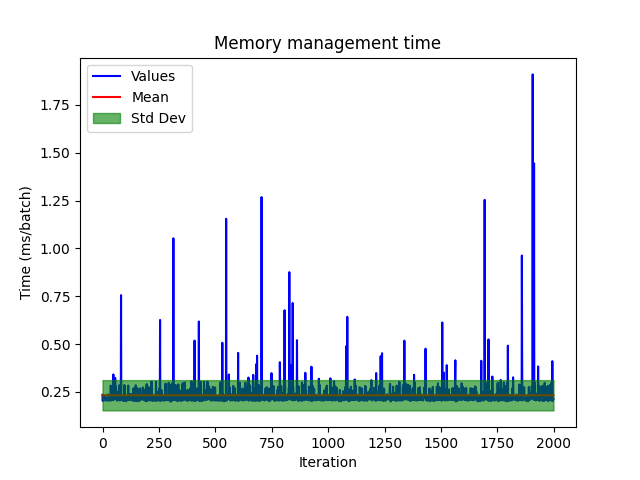 Memory management time
Values
Mean
Std Dev
Time (ms/batch)
1.75
1.50
1.25
1.00
0.75
0.50
0.25
0 250 500 750 1000 1250 1500 1750 2000
Iteration